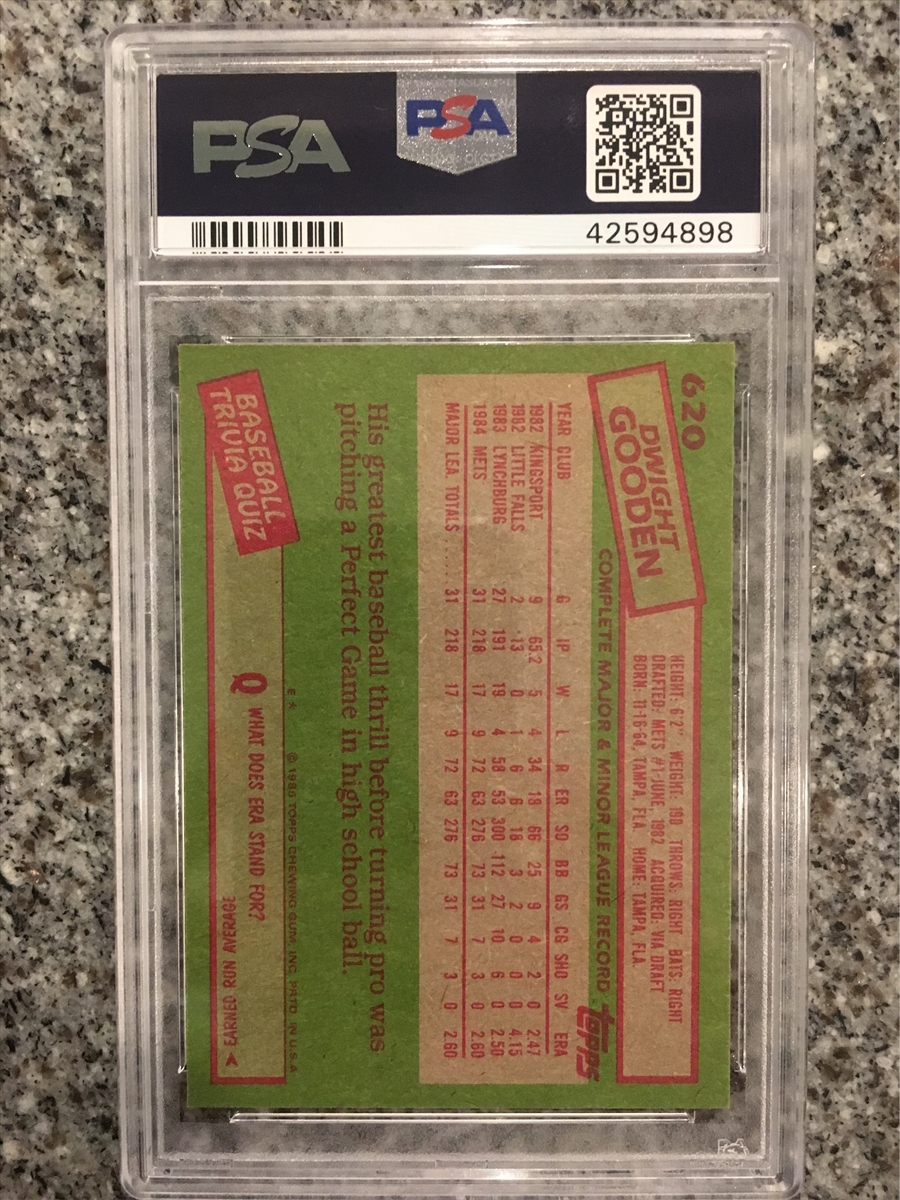 PSA
PSA
42594898
620
DWIGHT
GOODEN
HEIGHT: 6'2" WEIGHT: 190 THROWS: RIGHT BATS: RIGHT
DRAFTED: METS #1-JUNE, 1982 ACQUIRED: VIA DRAFT
BORN: 11-16-64, TAMPA, FLA HOME: TAMPA, FLA.
COMPLETE MAJOR & MINOR LEAGUE RECORD
Topps
YEAR CLUB G IP W L R ER SO BB GS CG SHO SV ERA
1982 KINGSPORT 9 65.2 5 4 34 18 66 25 9 4 2 0 2.47
1982 LITTLE FALLS 2 13 0 1 6 6 18 3 2 0 0 0 4.15
1983 LYNCHBURG 27 191 19 4 58 53 300 112 27 10 6 0 2.50
1984 METS 31 218 17 9 72 63 276 73 31 7 3 0 2.60
MAJOR LEA. TOTALS ..... 31 218 17 9 72 63 276 73 31 7 3 0 2.60
His greatest baseball thrill before turning pro was
pitching a Perfect Game in high school ball.
E * © 1985 TOPPS CHEWING GUM, INC. PRTD. IN U.S.A.
BASEBALL
TRIVIA QUIZ
Q WHAT DOES ERA STAND FOR?
EARNED RUN AVERAGE